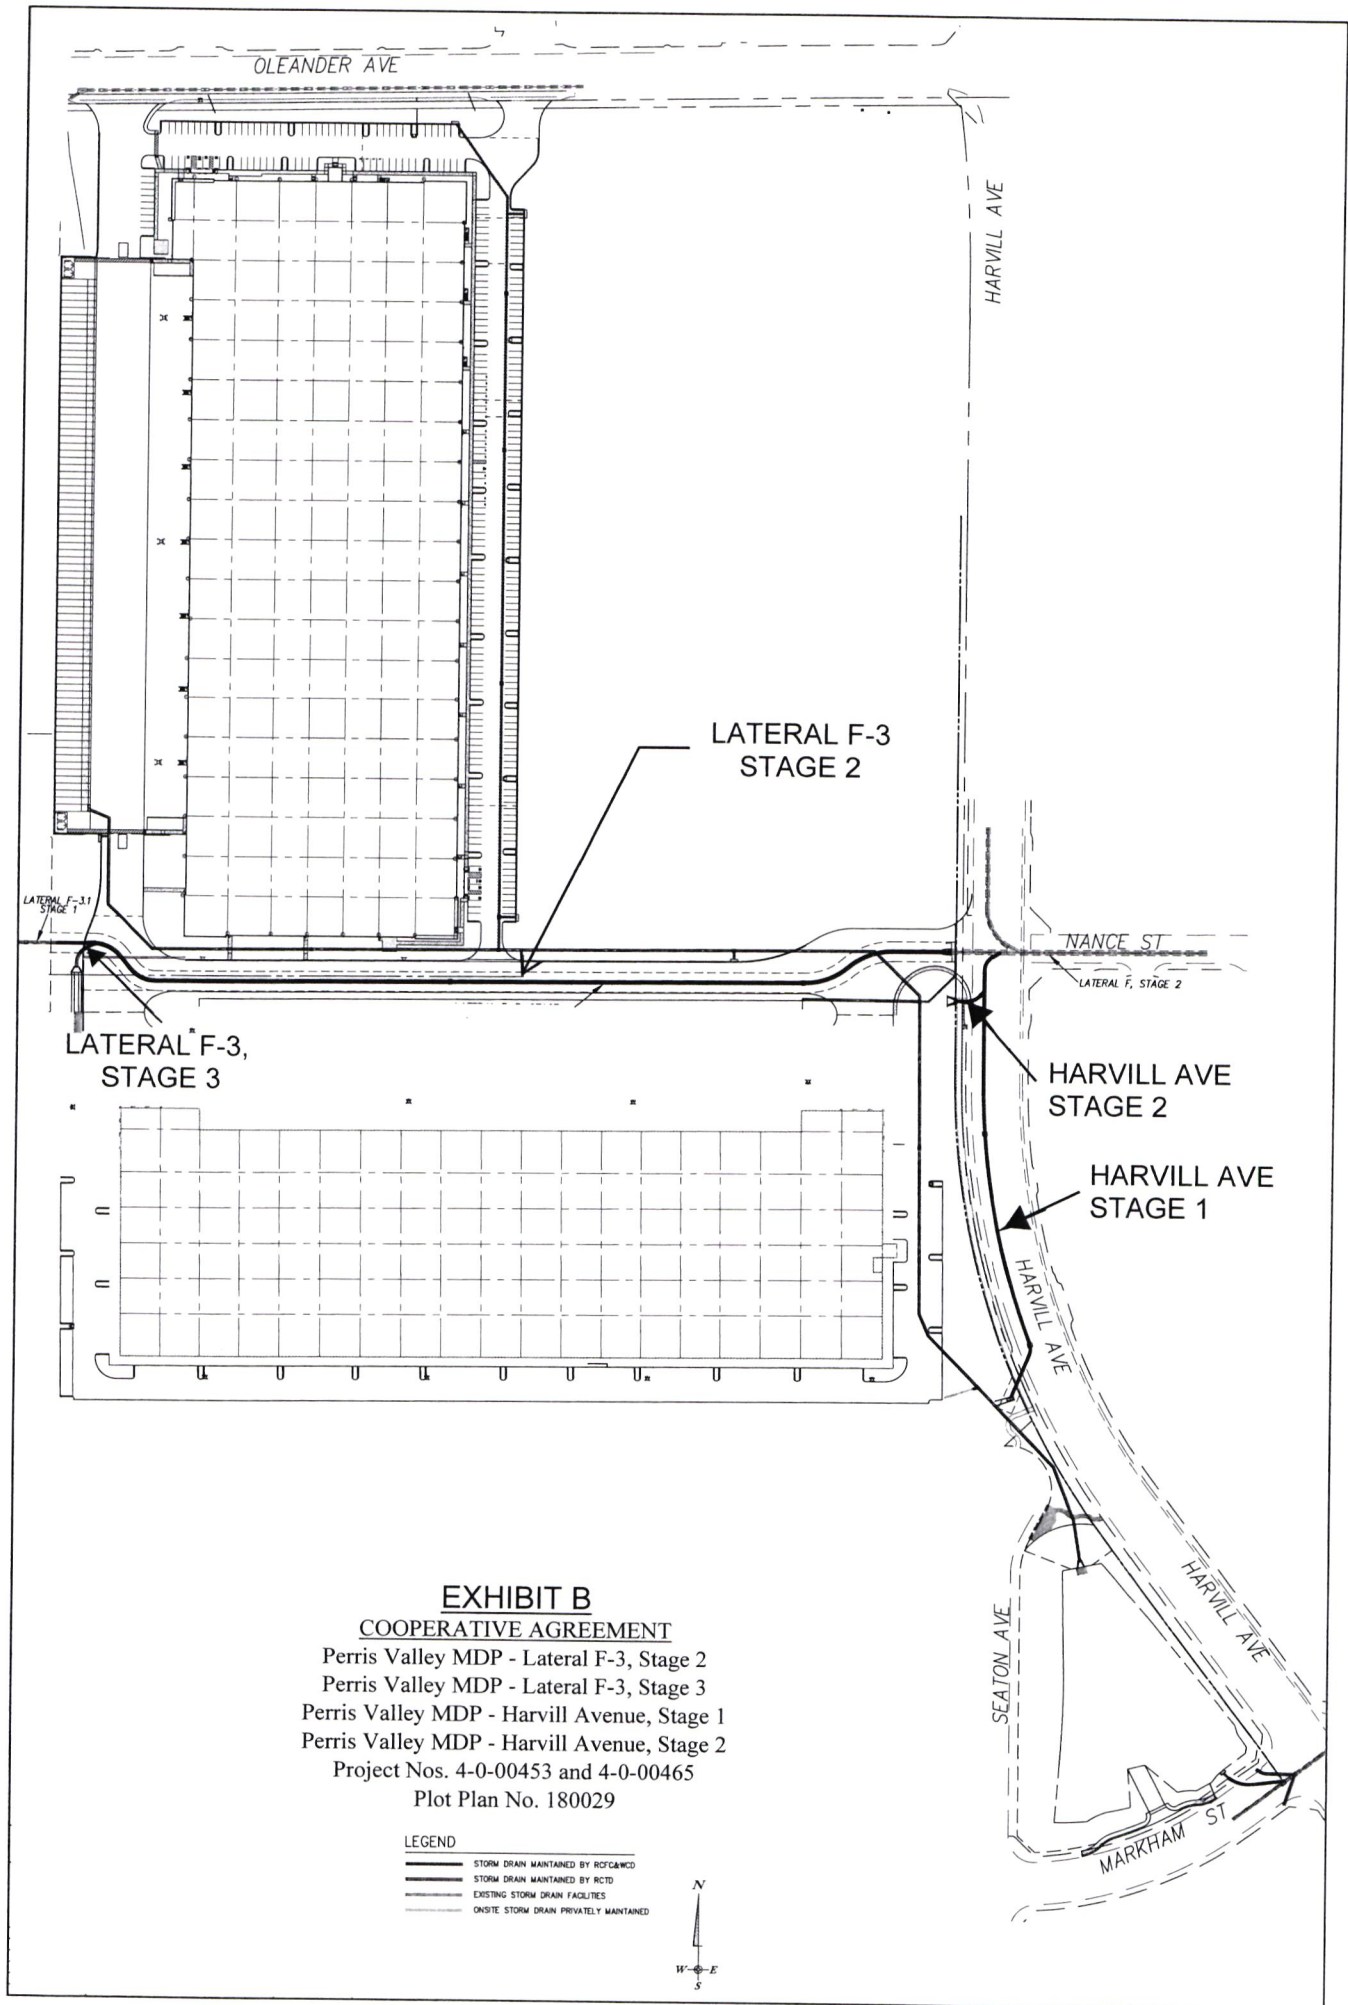 OLEANDER AVE
HARVILL AVE
LATERAL F-3
STAGE 2
LATERAL F-3.1
STAGE 1
NANCE ST
LATERAL F, STAGE 2
LATERAL F-3,
STAGE 3
HARVILL AVE
STAGE 2
HARVILL AVE
STAGE 1
HARVILL AVE
HARVILL AVE
SEATON AVE
MARKHAM ST
EXHIBIT B
COOPERATIVE AGREEMENT
Perris Valley MDP - Lateral F-3, Stage 2
Perris Valley MDP - Lateral F-3, Stage 3
Perris Valley MDP - Harvill Avenue, Stage 1
Perris Valley MDP - Harvill Avenue, Stage 2
Project Nos. 4-0-00453 and 4-0-00465
Plot Plan No. 180029
LEGEND
STORM DRAIN MAINTAINED BY RCFC&WCD
STORM DRAIN MAINTAINED BY RCTD
EXISTING STORM DRAIN FACILITIES
ONSITE STORM DRAIN PRIVATELY MAINTAINED
N
W E
S